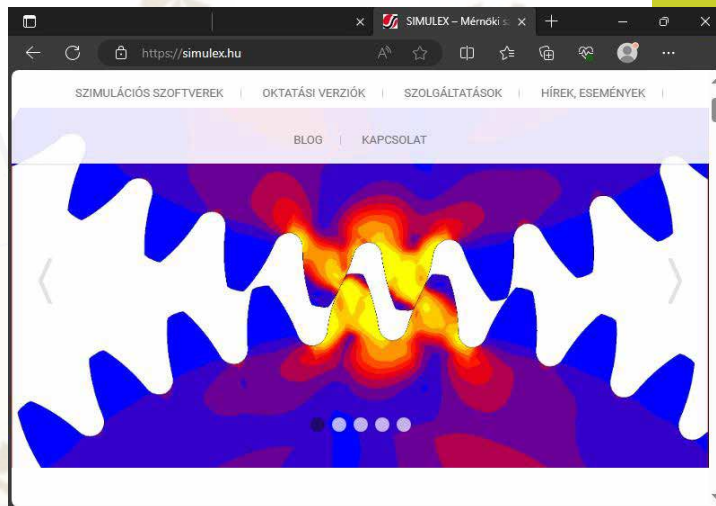 SIMULEX – Mérnöki s
https://simulex.hu
SZIMULÁCIÓS SZOFTVEREK | OKTATÁSI VERZIÓK | SZOLGÁLTATÁSOK | HÍREK, ESEMÉNYEK |
BLOG | KAPCSOLAT